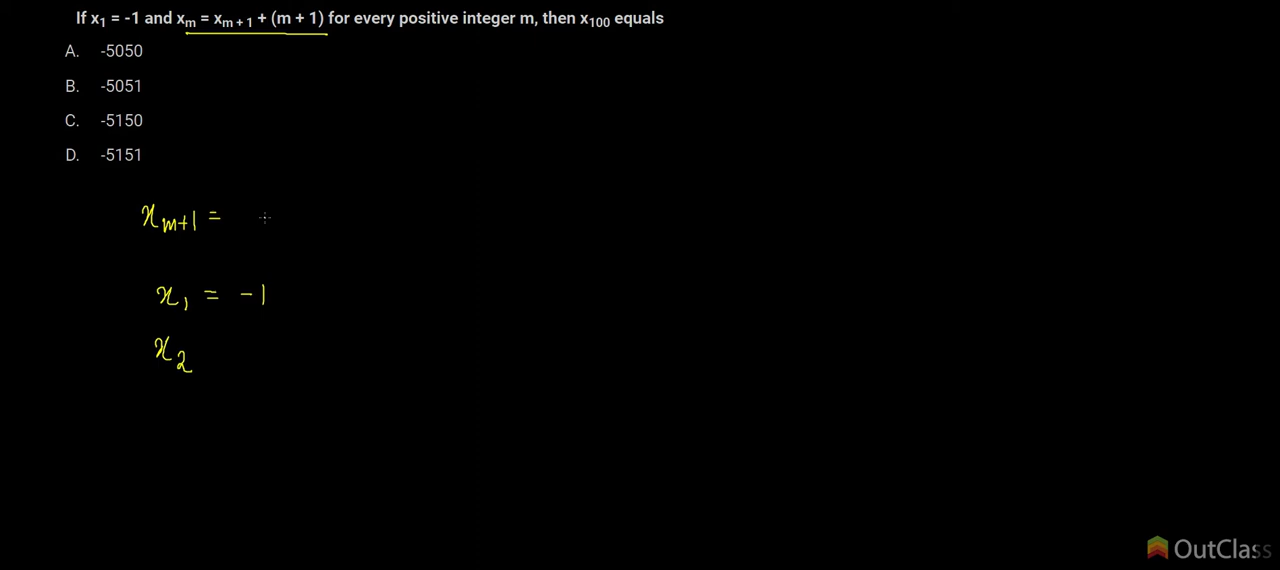 If x₁ = -1 and xₘ = xₘ ₊ ₁ + (m + 1) for every positive integer m, then x₁₀₀ equals
A. -5050
B. -5051
C. -5150
D. -5151
xₘ₊₁ =
x₁ = -1
x₂
OutClass